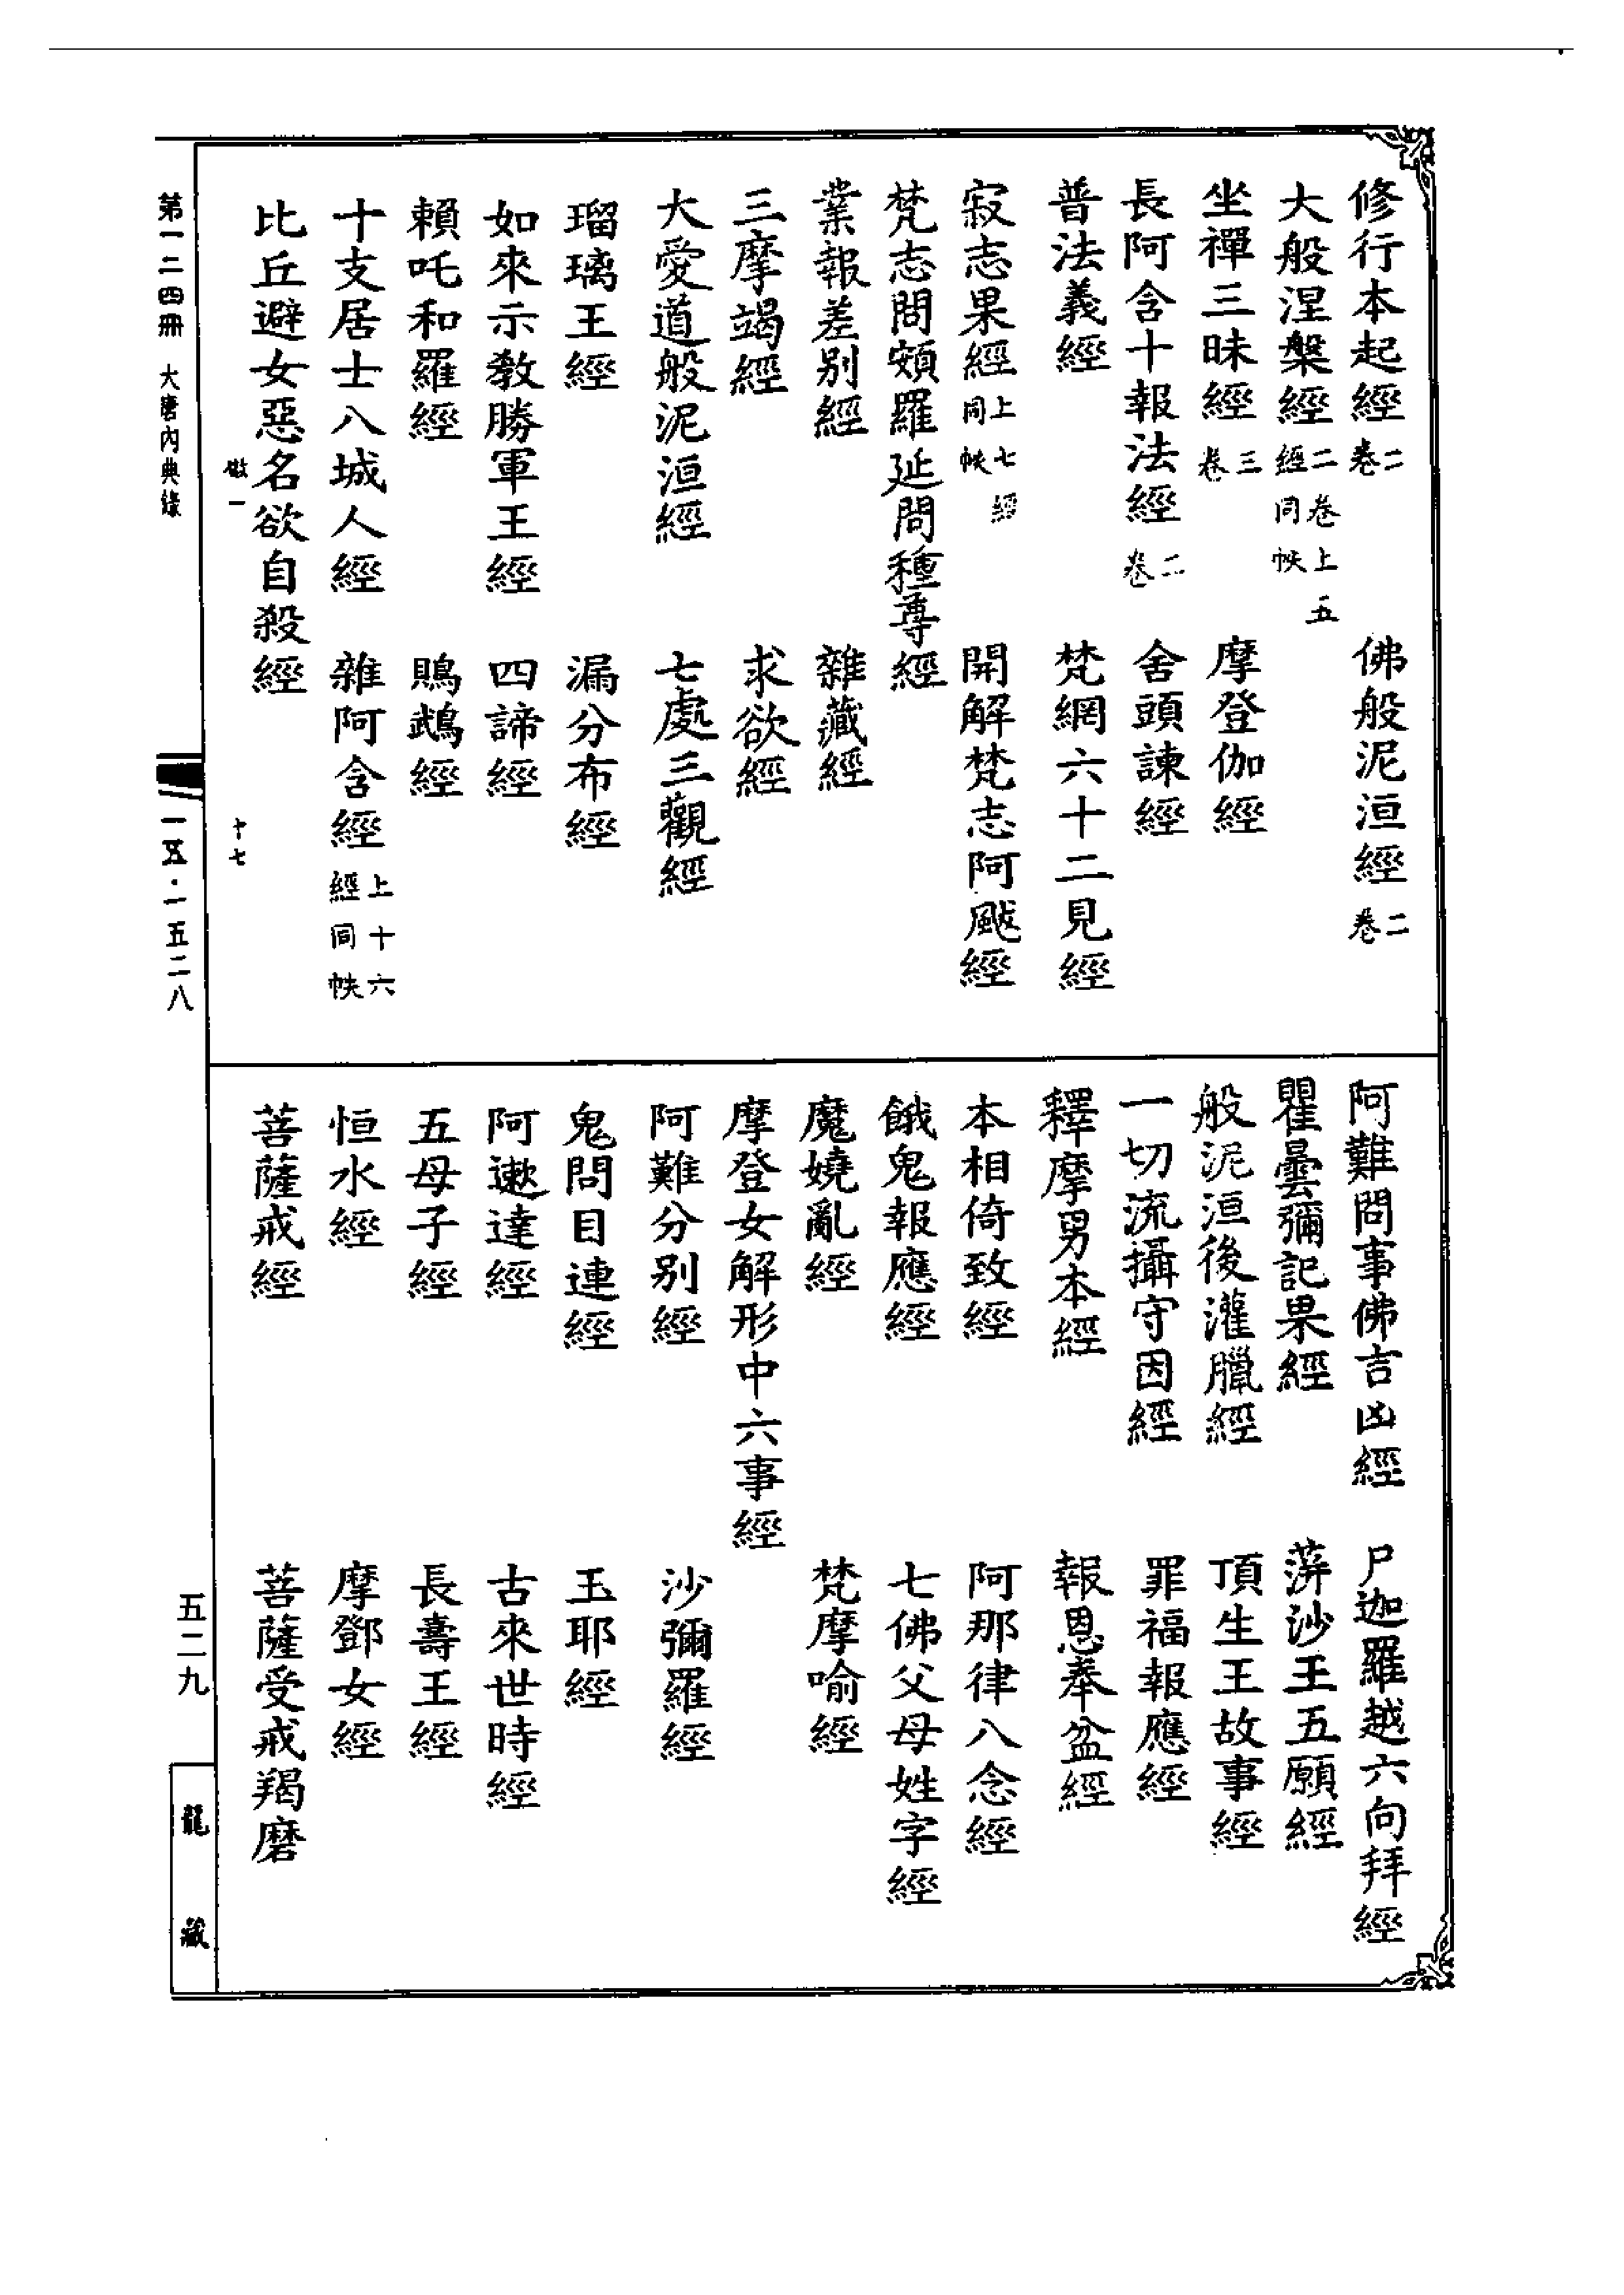 修行本起經二卷　佛般泥洹經二卷
大般涅槃經二卷上五經同帙
坐禪三昧經三卷　摩登伽經
長阿含十報法經二卷　舍頭諫經
普法義經　梵網六十二見經
寂志果經上七經同帙　開解梵志阿颰經
梵志問頞羅延問種尊經
業報差別經　雜藏經
三摩竭經　求欲經
大愛道般泥洹經　七處三觀經
瑠璃王經　漏分布經
如來示教勝軍王經　四諦經
賴吒和羅經　鴈鵡經
十支居士八城人經　雜阿含經上十六經同帙
比丘避女惡名欲自殺經
十七
阿難問事佛吉凶經　尸迦羅越六向拜經
瞿曇彌記果經　蓱沙王五願經
般泥洹後灌臘經　頂生王故事經
一切流攝守因經　罪福報應經
釋摩男本經　報恩奉盆經
本相倚致經　阿那律八念經
餓鬼報應經　七佛父母姓字經
魔嬈亂經　梵摩喻經
摩登女解形中六事經
阿難分別經　沙彌羅經
鬼問目連經　玉耶經
阿遬達經　古來世時經
五母子經　長壽王經
恒水經　摩鄧女經
菩薩戒經　菩薩受戒羯磨
第一二四冊　大唐內典錄
一五·一五二八
五二九
龍藏